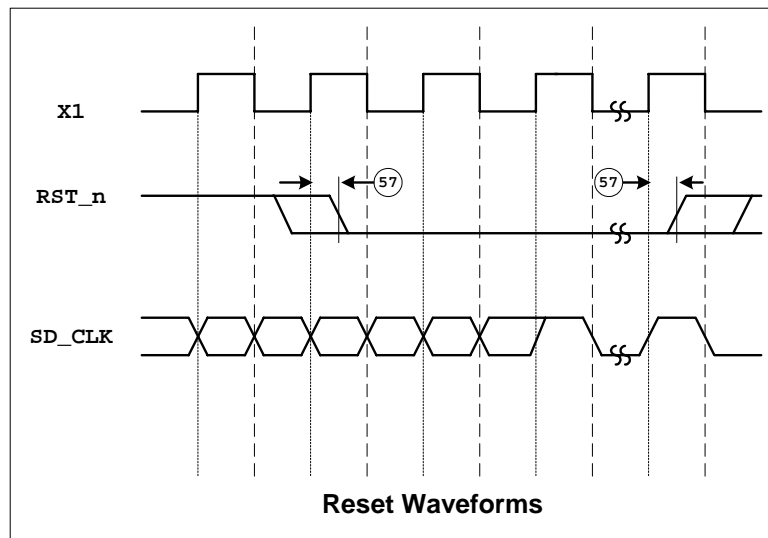 X1
57
57
RST_n
SD_CLK
Reset Waveforms